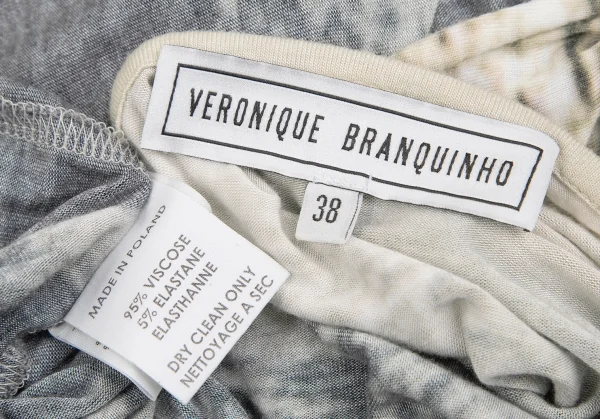 VERONIQUE BRANQUINHO
38
MADE IN POLAND
95% VISCOSE
5% ELASTANE
ELASTHANNE
DRY CLEAN ONLY
NETTOYAGE A SEC